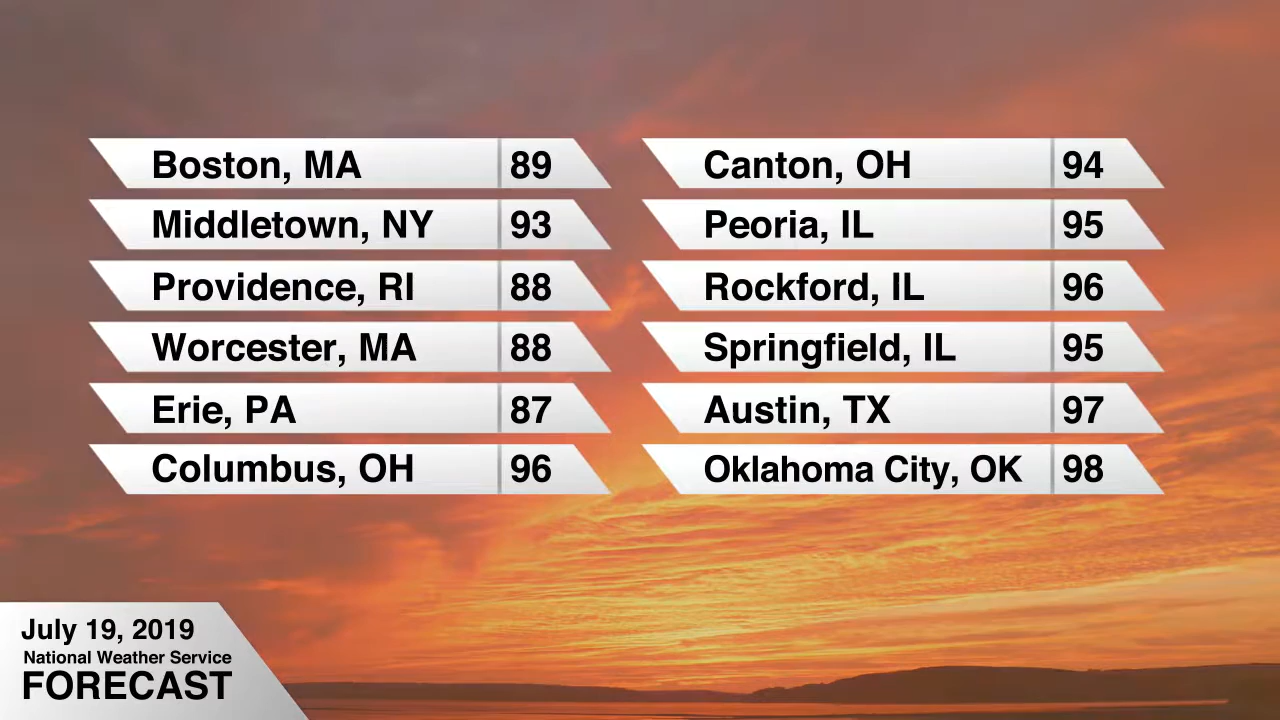 Boston, MA 89
Middletown, NY 93
Providence, RI 88
Worcester, MA 88
Erie, PA 87
Columbus, OH 96
Canton, OH 94
Peoria, IL 95
Rockford, IL 96
Springfield, IL 95
Austin, TX 97
Oklahoma City, OK 98
July 19, 2019
National Weather Service
FORECAST